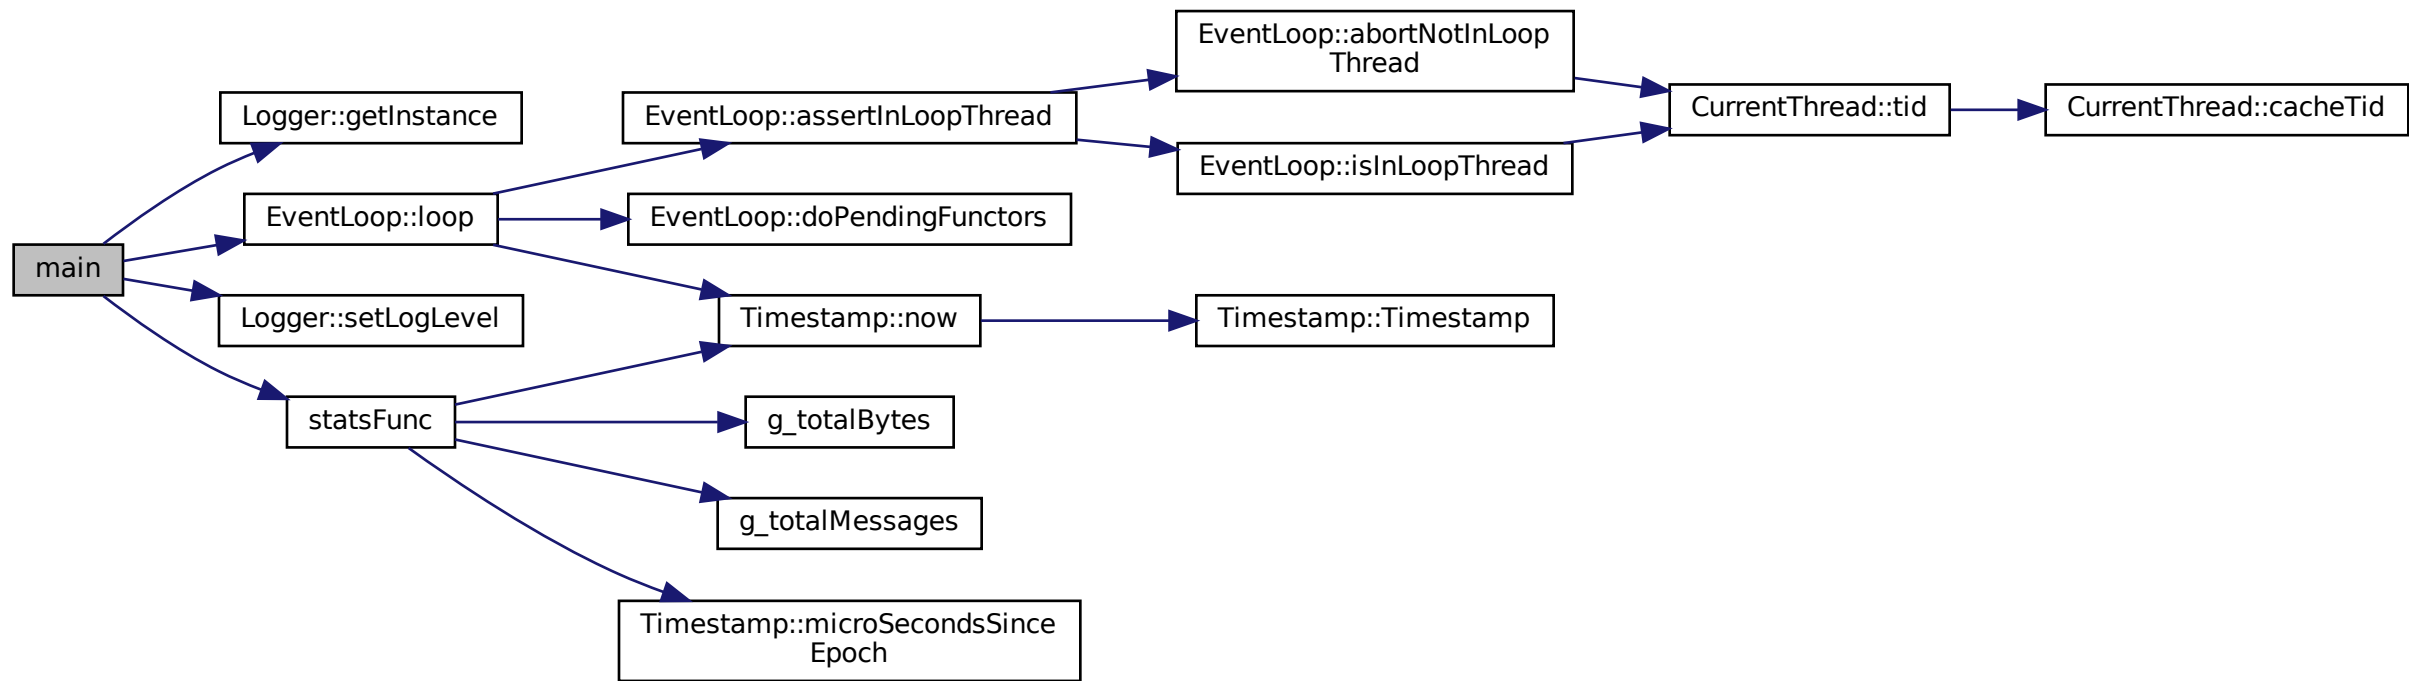 main
Logger::getInstance
EventLoop::loop
Logger::setLogLevel
statsFunc
EventLoop::assertInLoopThread
EventLoop::doPendingFunctors
Timestamp::now
g_totalBytes
g_totalMessages
Timestamp::microSecondsSince
Epoch
EventLoop::abortNotInLoop
Thread
EventLoop::isInLoopThread
Timestamp::Timestamp
CurrentThread::tid
CurrentThread::cacheTid